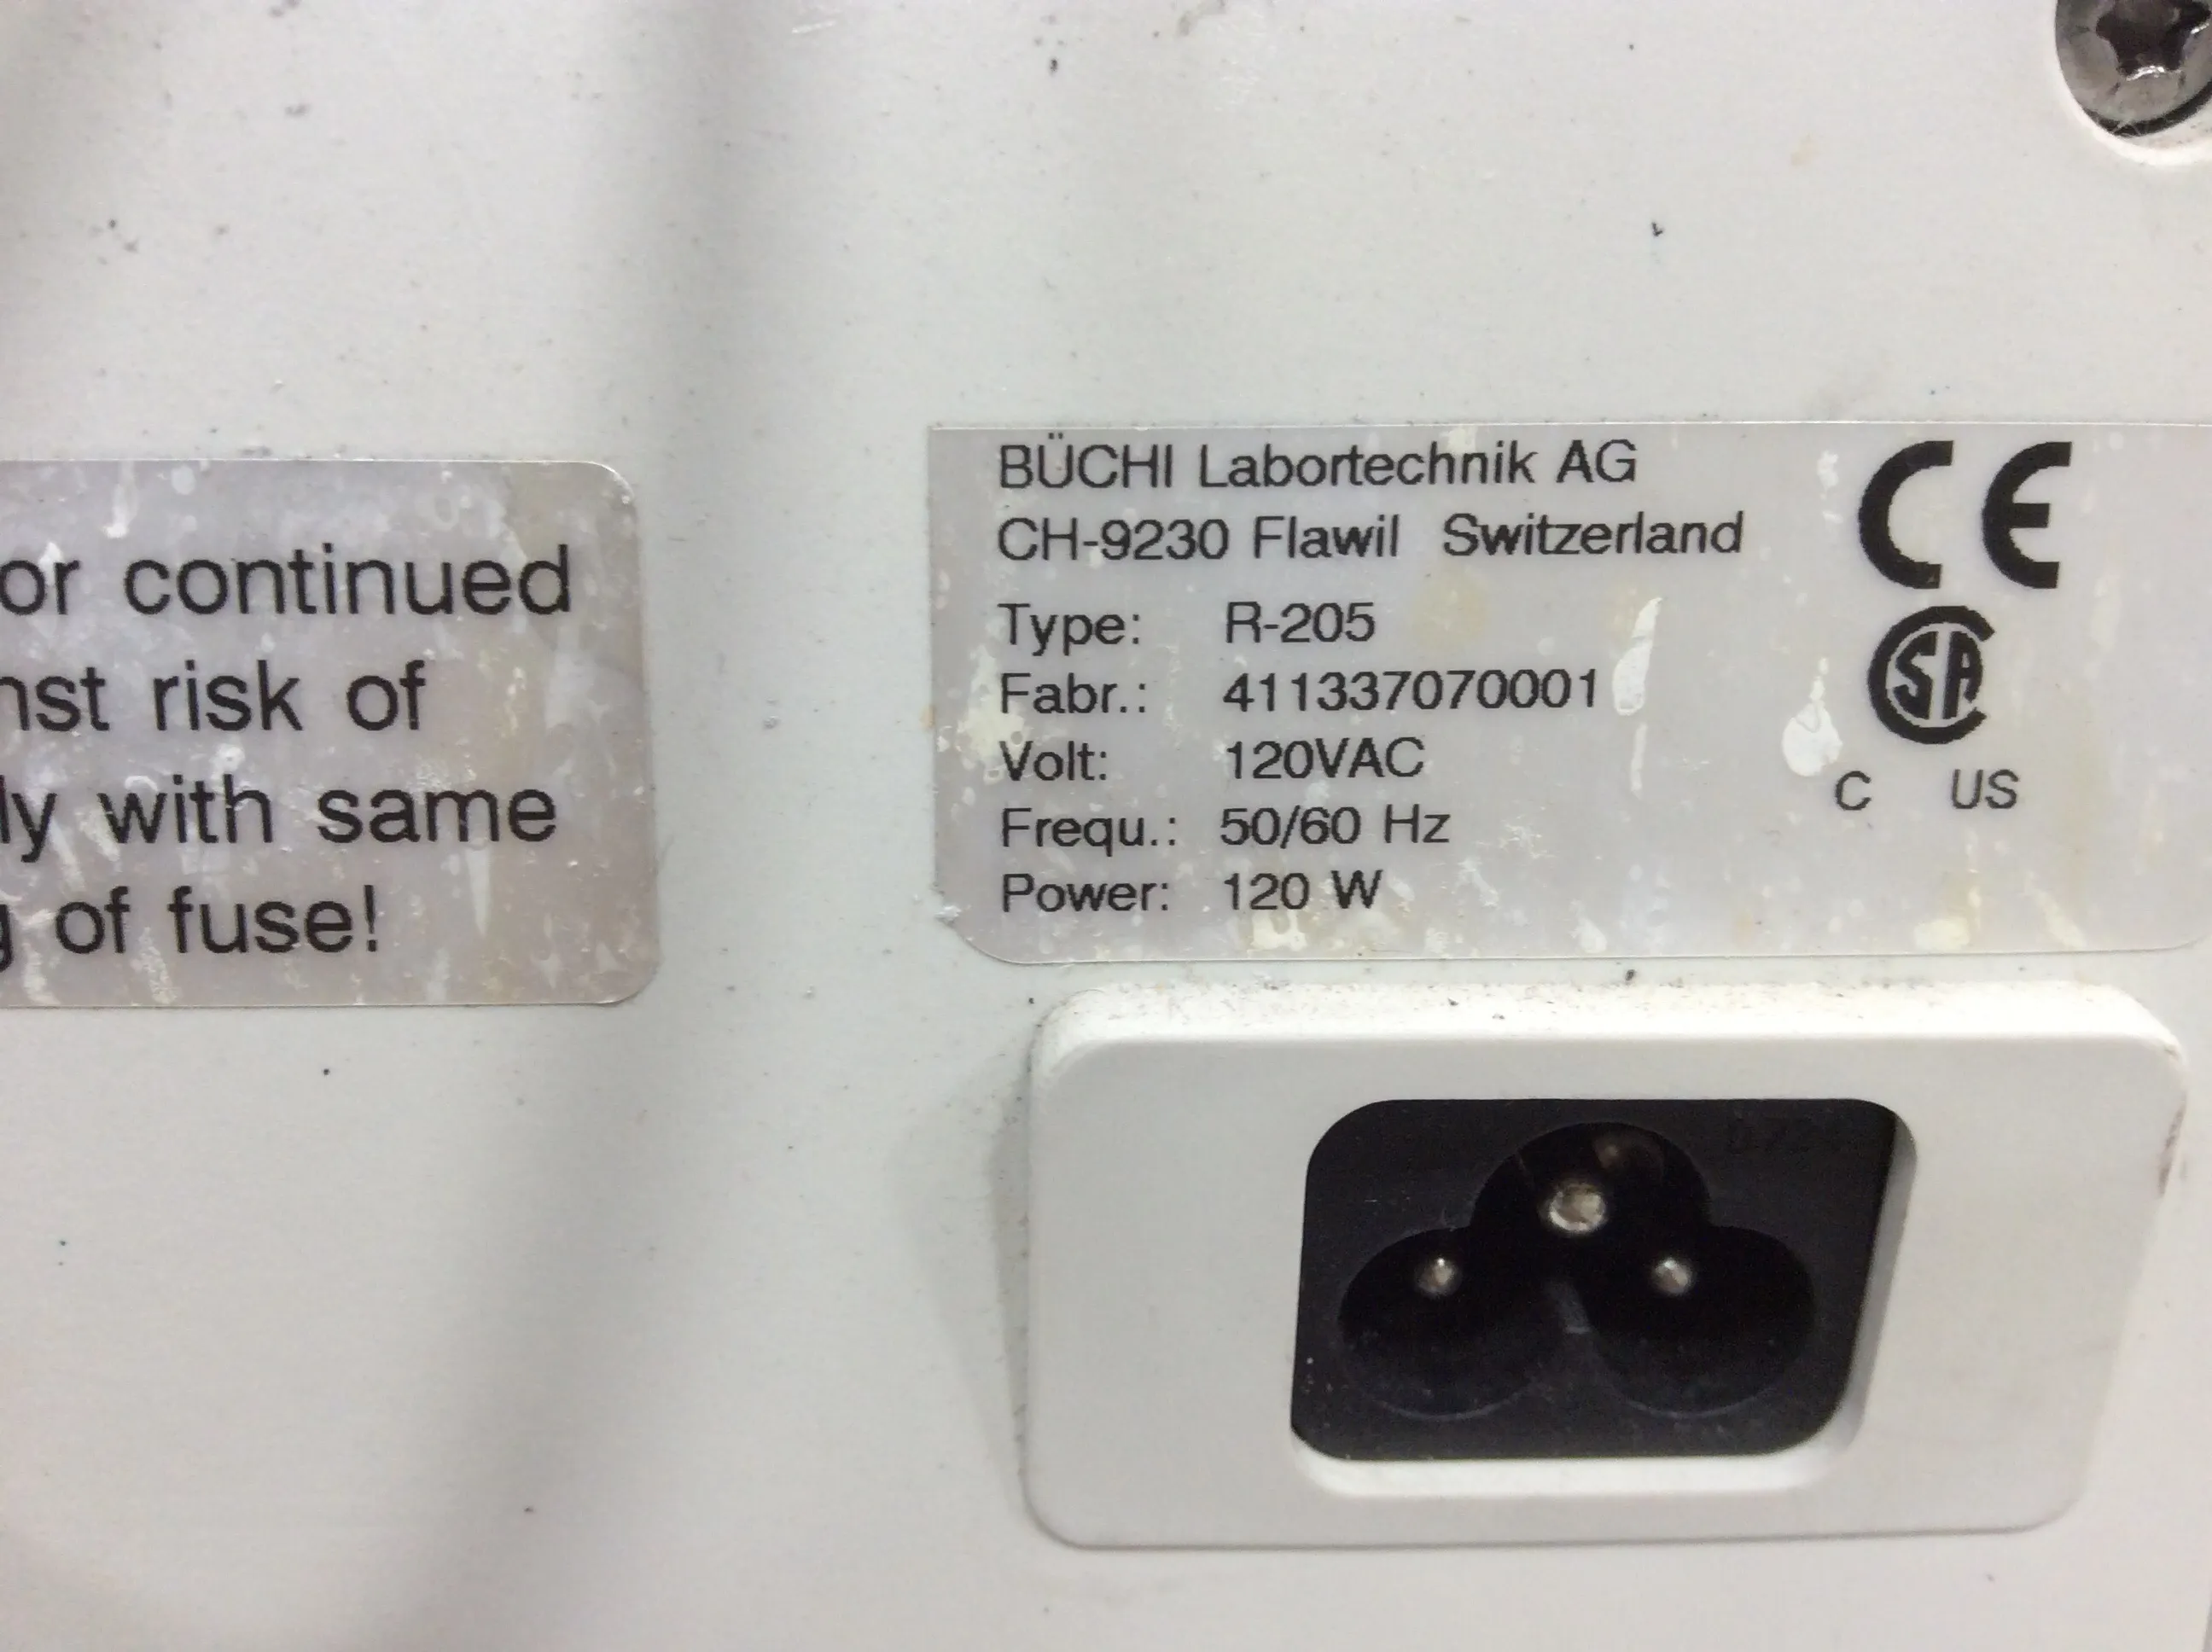 or continued
nst risk of
ly with same
g of fuse!
BÜCHI Labortechnik AG
CH-9230 Flawil Switzerland
Type: R-205
Fabr.: 411337070001
Volt: 120VAC
Frequ.: 50/60 Hz
Power: 120 W
CE
CSA
C US